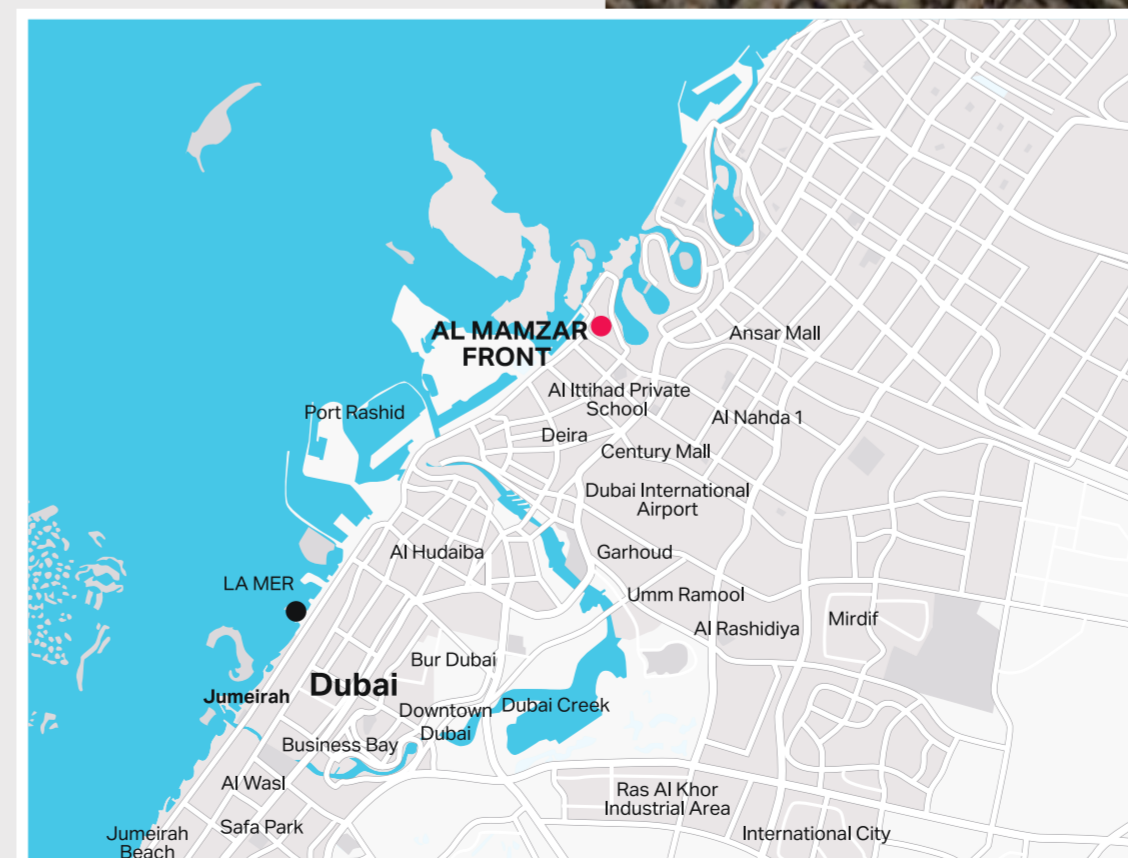 AL MAMZAR
FRONT
Ansar Mall
Al Ittihad Private
School
Port Rashid
Al Nahda 1
Deira
Century Mall
Dubai International
Airport
Al Hudaiba
Garhoud
LA MER
Umm Ramool
Mirdif
Al Rashidiya
Bur Dubai
Dubai
Jumeirah
Downtown
Dubai
Dubai Creek
Business Bay
Al Wasl
Ras Al Khor
Industrial Area
Safa Park
Jumeirah
Beach
International City